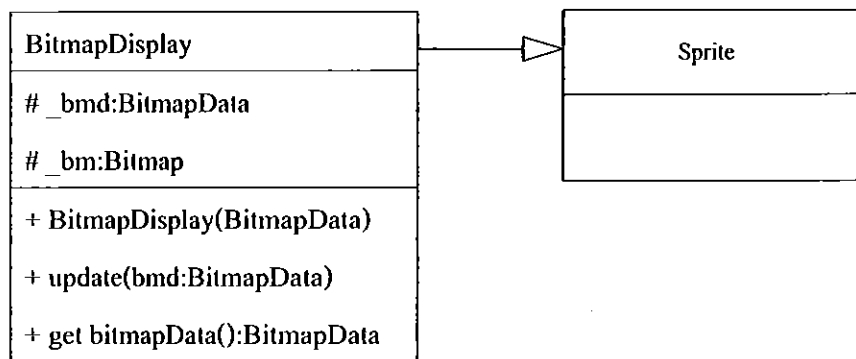 BitmapDisplay
# _bmd:BitmapData
# _bm:Bitmap
+ BitmapDisplay(BitmapData)
+ update(bmd:BitmapData)
+ get bitmapData():BitmapData
Sprite